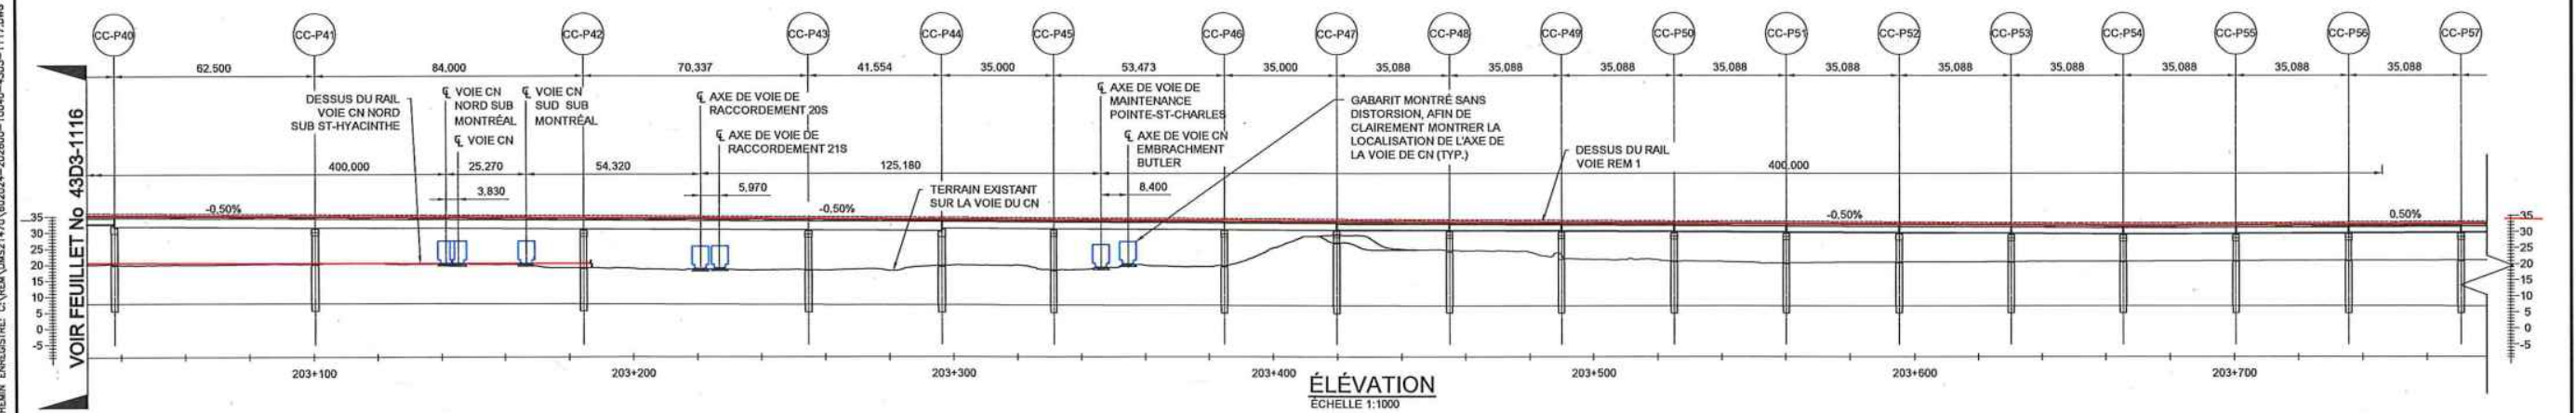 CC-P40 CC-P41 CC-P42 CC-P43 CC-P44 CC-P45 CC-P46 CC-P47 CC-P48 CC-P49 CC-P50 CC-P51 CC-P52 CC-P53 CC-P54 CC-P55 CC-P56 CC-P57
62,500 84,000 70,337 41,554 35,000 53,473 35,000 35,088 35,088 35,088 35,088 35,088 35,088 35,088 35,088 35,088 35,088
VOIR FEUILLET No 43D3-1116
DESSUS DU RAIL
VOIE CN NORD
SUB ST-HYACINTHE
℄ VOIE CN
NORD SUB
MONTRÉAL
℄ VOIE CN
℄ VOIE CN
SUD SUB
MONTRÉAL
℄ AXE DE VOIE DE
RACCORDEMENT 20S
℄ AXE DE VOIE DE
RACCORDEMENT 21S
℄ AXE DE VOIE DE
MAINTENANCE
POINTE-ST-CHARLES
℄ AXE DE VOIE CN
EMBRACHMENT
BUTLER
GABARIT MONTRÉ SANS
DISTORSION, AFIN DE
CLAIREMENT MONTRER LA
LOCALISATION DE L'AXE DE
LA VOIE DE CN (TYP.)
DESSUS DU RAIL
VOIE REM 1
400,000 25,270 54,320 125,180 400,000
3,830 5,970 8,400
TERRAIN EXISTANT
SUR LA VOIE DU CN
-0,50% -0,50% -0,50% 0,50%
35
30
25
20
15
10
5
0
-5
35
30
25
20
15
10
5
0
-5
203+100 203+200 203+300 203+400 203+500 203+600 203+700
ÉLÉVATION
ÉCHELLE 1:1000